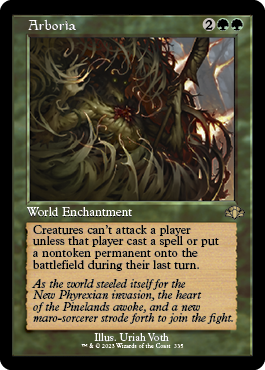 Arboria 2
World Enchantment
Creatures can't attack a player
unless that player cast a spell or put
a nontoken permanent onto the
battlefield during their last turn.
As the world steeled itself for the
New Phyrexian invasion, the heart
of the Pinelands awoke, and a new
maro-sorcerer strode forth to join the fight.
Illus. Uriah Voth
™ & © 2023 Wizards of the Coast 335